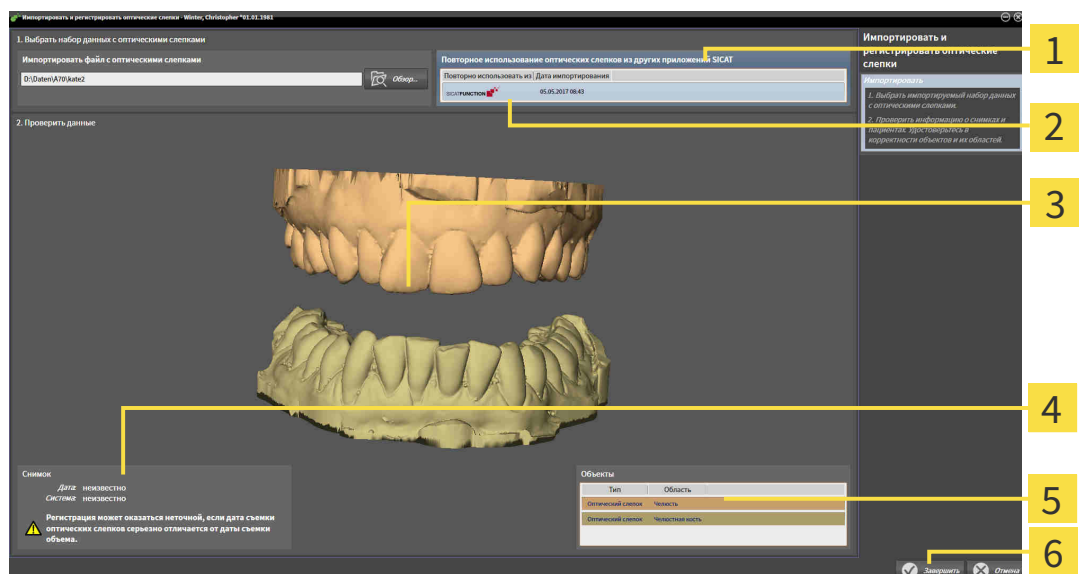 Импортировать и регистрировать оптические слепки - Winter, Christopher *01.01.1981
1. Выбрать набор данных с оптическими слепками
Импортировать файл с оптическими слепками
D:\Daten\A70\kate2
Обзор...
Повторное использование оптических слепков из других приложений SICAT
Повторно использовать из Дата импортирования
SICATFUNCTION 05.05.2017 08:43
Импортировать и
регистрировать оптические
слепки
Импортировать
1. Выбрать импортируемый набор данных
с оптическими слепками.
2. Проверить информацию о снимках и
пациентах. Удостоверьтесь в
корректности объектов и их областей.
1
2
2. Проверить данные
3
4
Снимок
Дата: неизвестно
Система: неизвестно
Регистрация может оказаться неточной, если дата съемки
оптических слепков серьезно отличается от даты съемки
объема.
Объекты
Тип Область
Оптический слепок Челюсть
Оптический слепок Челюстная кость
5
6
Завершить Отмена